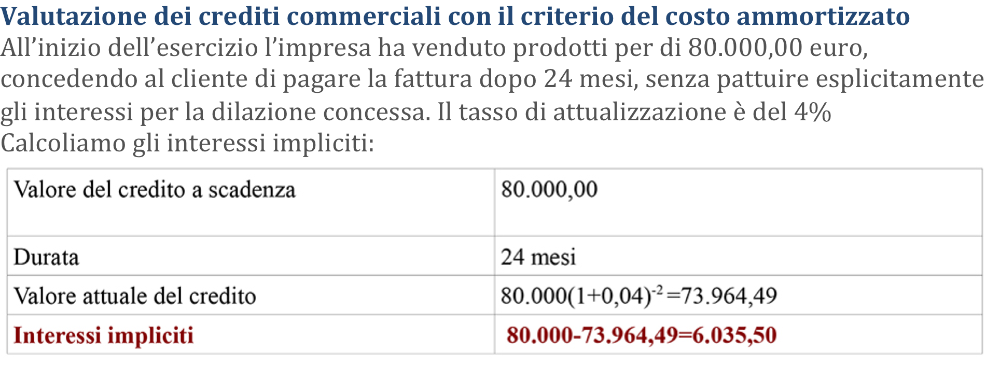 Valutazione dei crediti commerciali con il criterio del costo ammortizzato
All’inizio dell’esercizio l’impresa ha venduto prodotti per di 80.000,00 euro,
concedendo al cliente di pagare la fattura dopo 24 mesi, senza pattuire esplicitamente
gli interessi per la dilazione concessa. Il tasso di attualizzazione è del 4%
Calcoliamo gli interessi impliciti:
Valore del credito a scadenza 80.000,00
Durata 24 mesi
Valore attuale del credito 80.000(1+0,04)⁻² =73.964,49
Interessi impliciti 80.000-73.964,49=6.035,50